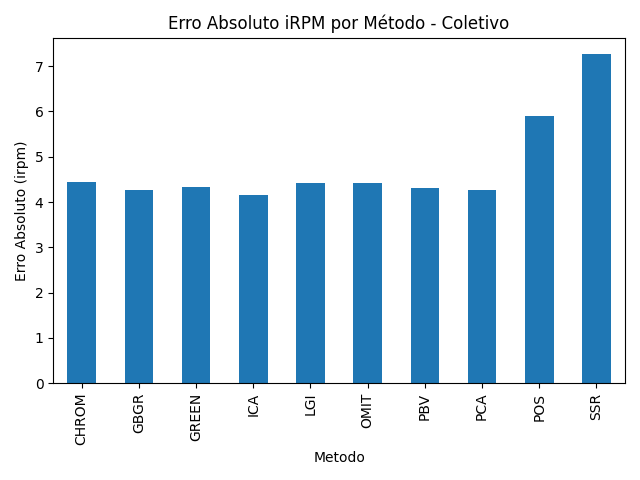 Erro Absoluto iRPM por Método - Coletivo
Erro Absoluto (irpm)
7
6
5
4
3
2
1
0
CHROM
GBGR
GREEN
ICA
LGI
OMIT
PBV
PCA
POS
SSR
Metodo